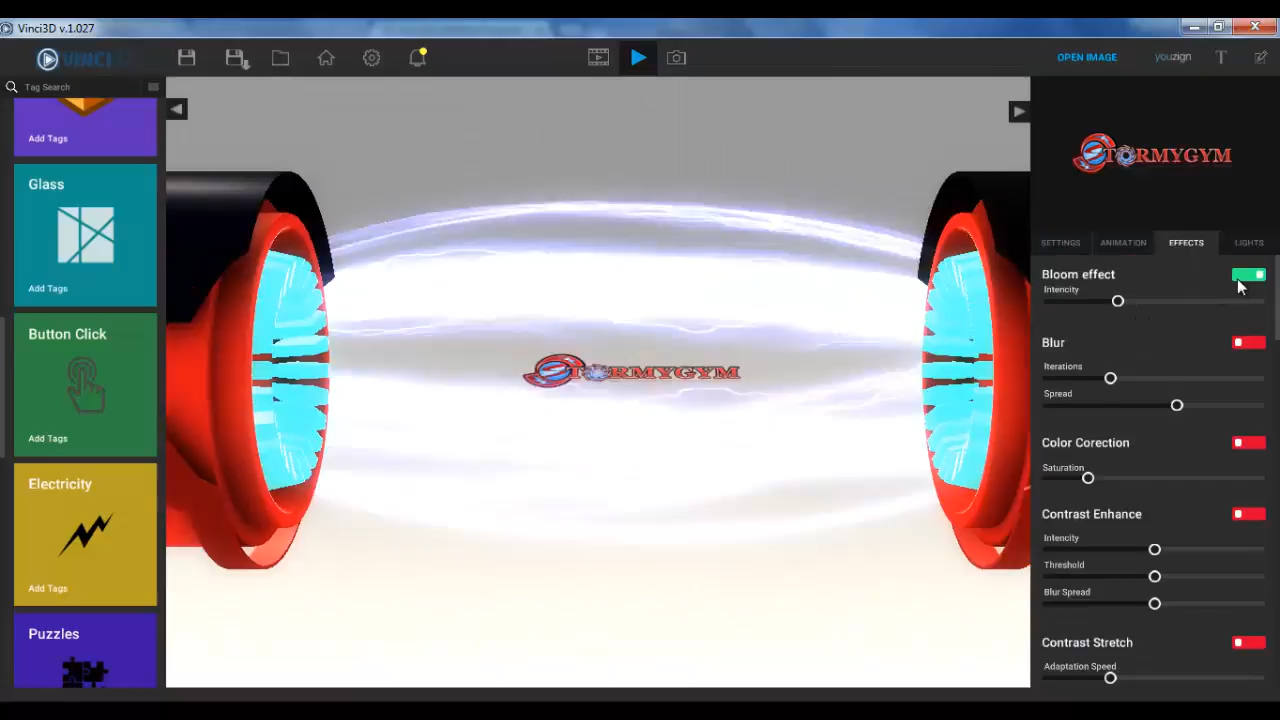 Vinci3D v.1.027
VINCI
OPEN IMAGE
youzign
T
Tag Search
Add Tags
Glass
Add Tags
Button Click
Add Tags
Electricity
Add Tags
Puzzles
STORMYGYM
STORMYGYM
SETTINGS
ANIMATION
EFFECTS
LIGHTS
Bloom effect
Intencity
Blur
Iterations
Spread
Color Corection
Saturation
Contrast Enhance
Intencity
Threshold
Blur Spread
Contrast Stretch
Adaptation Speed